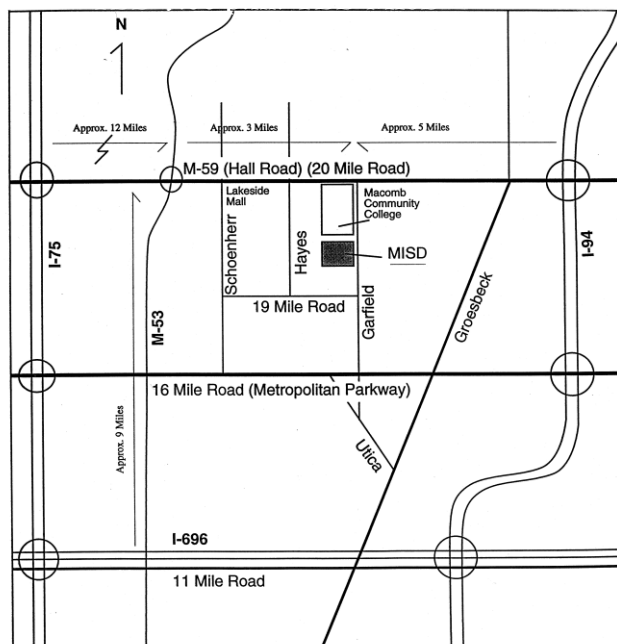 N
Approx. 12 Miles
Approx. 3 Miles
Approx. 5 Miles
M-59 (Hall Road) (20 Mile Road)
Lakeside
Mall
Macomb
Community
College
MISD
I-75
M-53
Schoenherr
Hayes
Garfield
Groesbeck
I-94
19 Mile Road
16 Mile Road (Metropolitan Parkway)
Approx. 9 Miles
Utica
I-696
11 Mile Road